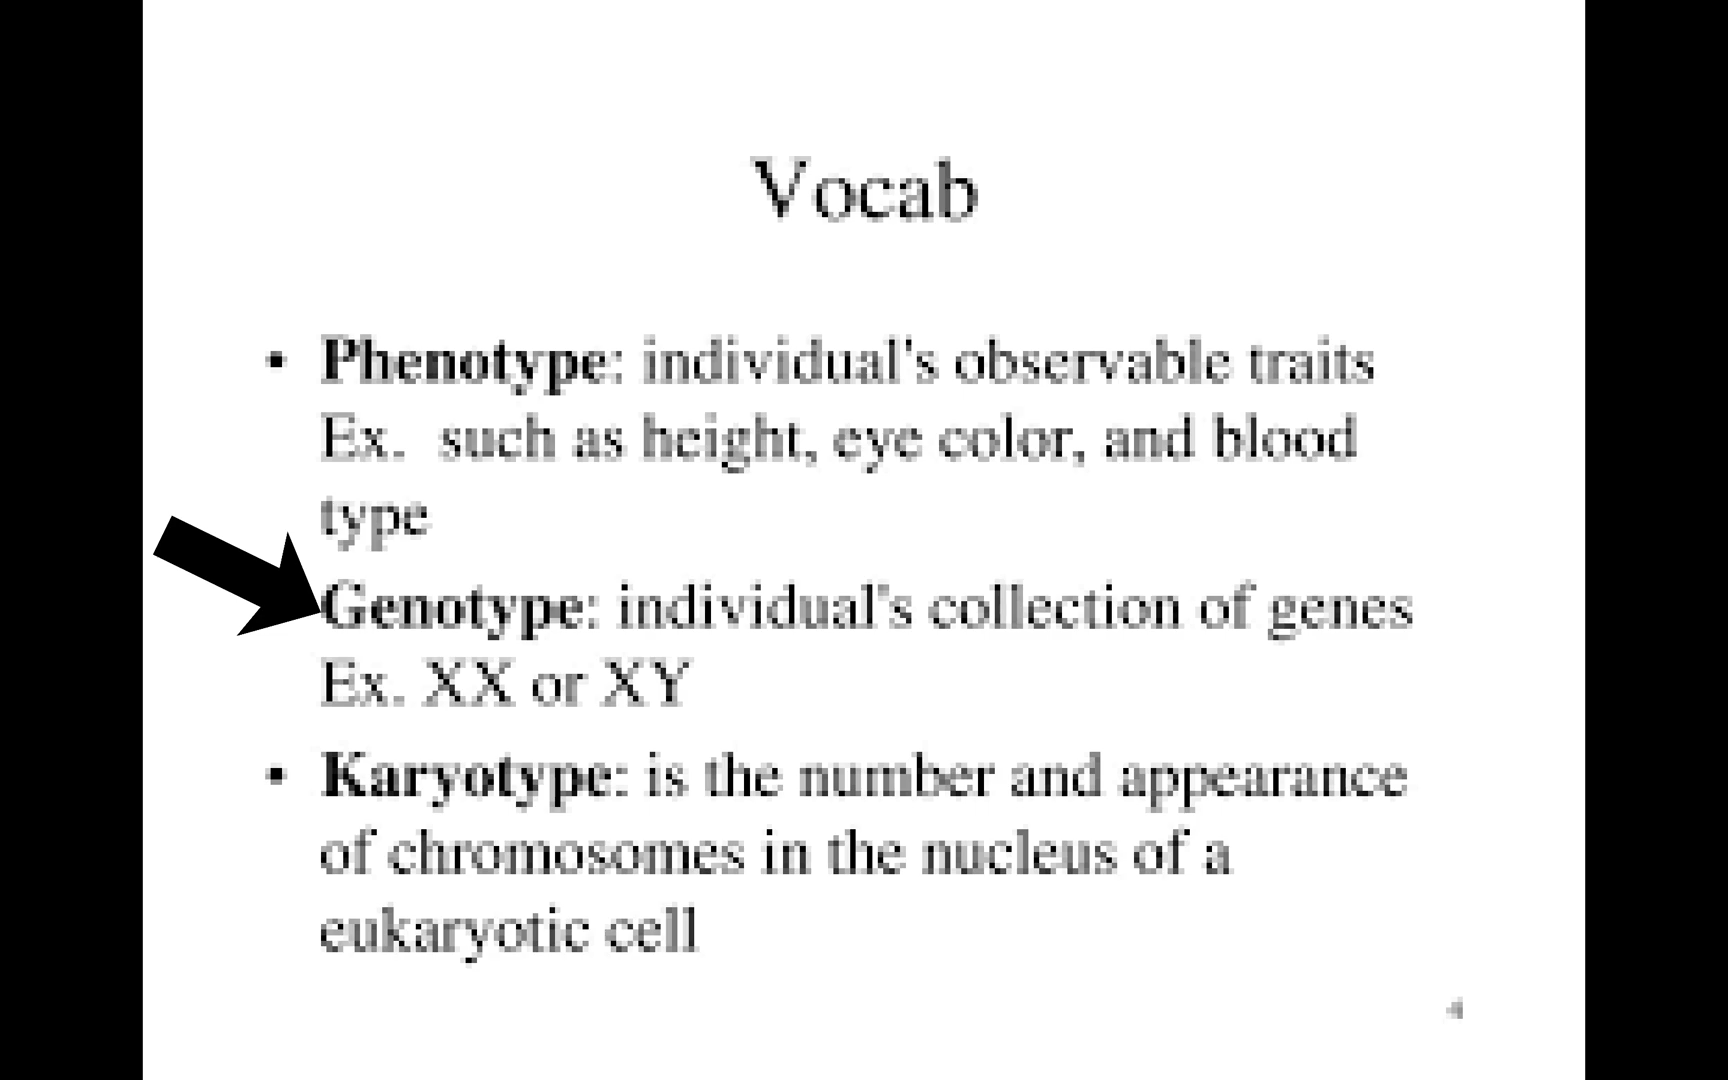 Vocab
• Phenotype: individual's observable traits
Ex. such as height, eye color, and blood
type
Genotype: individual's collection of genes
Ex. XX or XY
• Karyotype: is the number and appearance
of chromosomes in the nucleus of a
eukaryotic cell
4